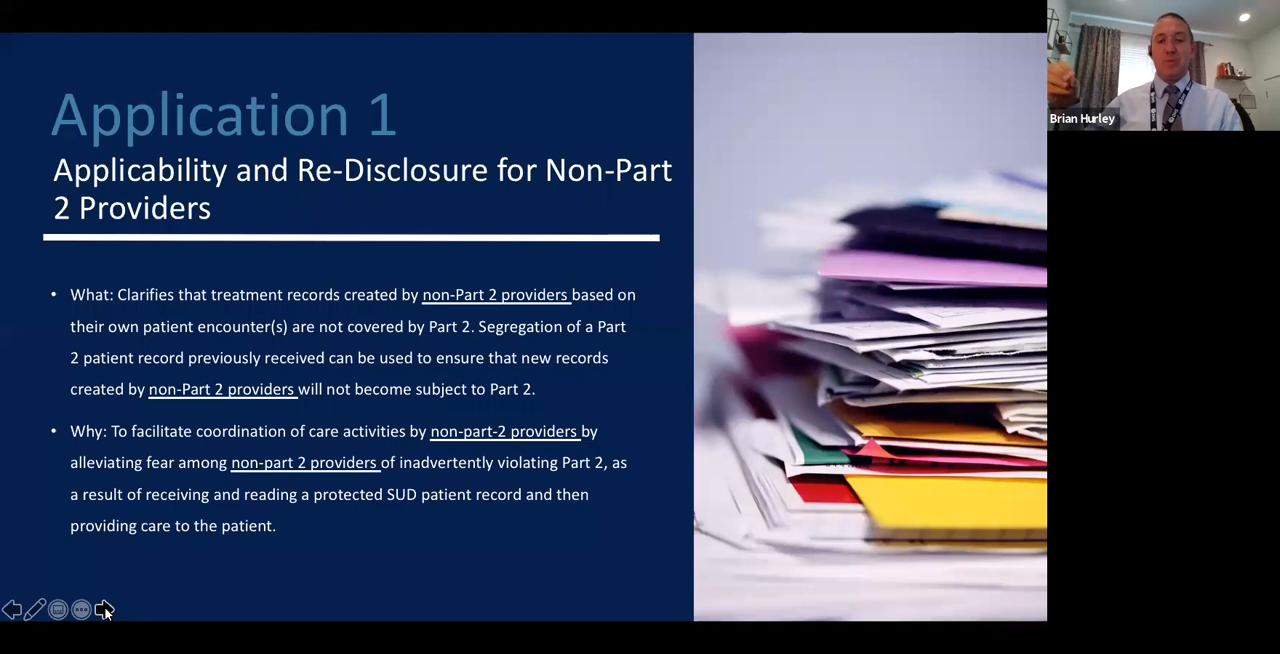 Application 1
Applicability and Re-Disclosure for Non-Part
2 Providers
• What: Clarifies that treatment records created by non-Part 2 providers based on
their own patient encounter(s) are not covered by Part 2. Segregation of a Part
2 patient record previously received can be used to ensure that new records
created by non-Part 2 providers will not become subject to Part 2.
• Why: To facilitate coordination of care activities by non-part-2 providers by
alleviating fear among non-part 2 providers of inadvertently violating Part 2, as
a result of receiving and reading a protected SUD patient record and then
providing care to the patient.
Brian Hurley